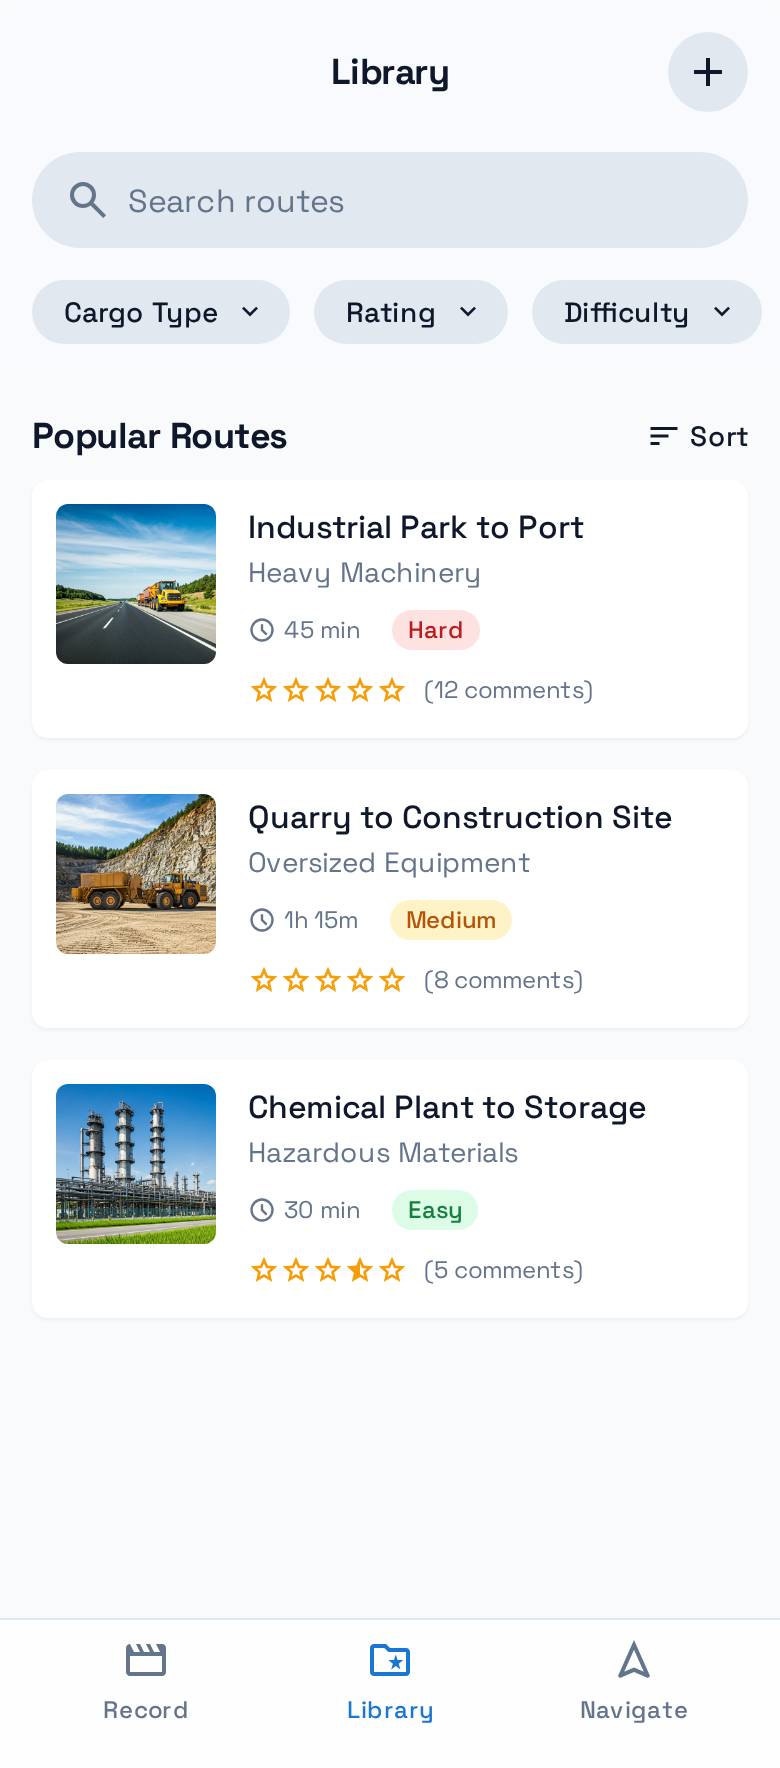 Library
Search routes
Cargo Type
Rating
Difficulty
Popular Routes
Sort
Industrial Park to Port
Heavy Machinery
45 min
Hard
(12 comments)
Quarry to Construction Site
Oversized Equipment
1h 15m
Medium
(8 comments)
Chemical Plant to Storage
Hazardous Materials
30 min
Easy
(5 comments)
Record
Library
Navigate